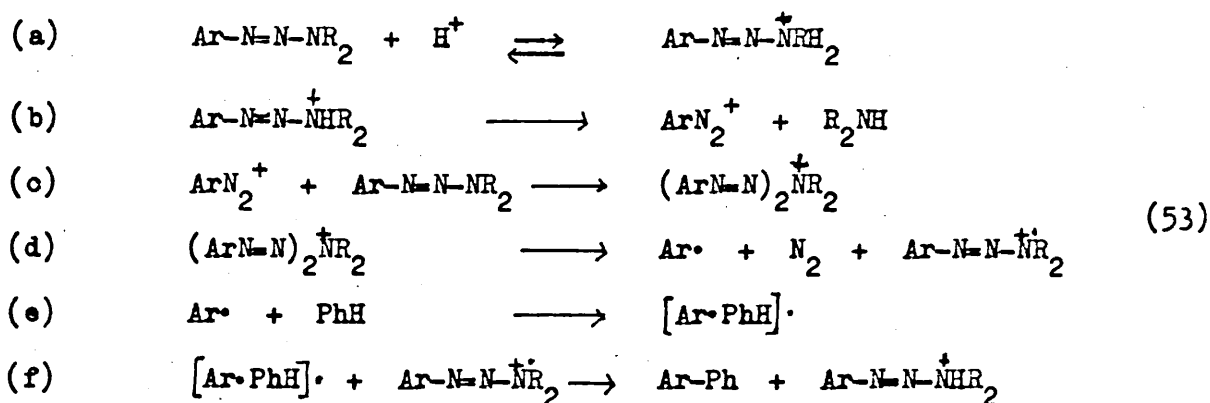 (a) Ar-N=N-NR₂ + H⁺ ⇌ Ar-N=N-N⁺RH₂
(b) Ar-N=N-N⁺HR₂ ⟶ ArN₂⁺ + R₂NH
(c) ArN₂⁺ + Ar-N=N-NR₂ ⟶ (ArN=N)₂N⁺R₂
(d) (ArN=N)₂N⁺R₂ ⟶ Ar• + N₂ + Ar-N=N-N⁺•R₂
(e) Ar• + PhH ⟶ [Ar•PhH]•
(f) [Ar•PhH]• + Ar-N=N-N⁺•R₂ ⟶ Ar-Ph + Ar-N=N-N⁺HR₂
(53)